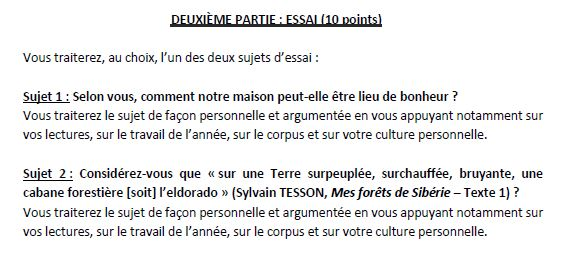 DEUXIÈME PARTIE : ESSAI (10 points)
Vous traiterez, au choix, l’un des deux sujets d’essai :
Sujet 1 : Selon vous, comment notre maison peut-elle être lieu de bonheur ?
Vous traiterez le sujet de façon personnelle et argumentée en vous appuyant notamment sur
vos lectures, sur le travail de l’année, sur le corpus et sur votre culture personnelle.
Sujet 2 : Considérez-vous que « sur une Terre surpeuplée, surchauffée, bruyante, une
cabane forestière [soit] l’eldorado » (Sylvain TESSON, Mes forêts de Sibérie – Texte 1) ?
Vous traiterez le sujet de façon personnelle et argumentée en vous appuyant notamment sur
vos lectures, sur le travail de l’année, sur le corpus et sur votre culture personnelle.